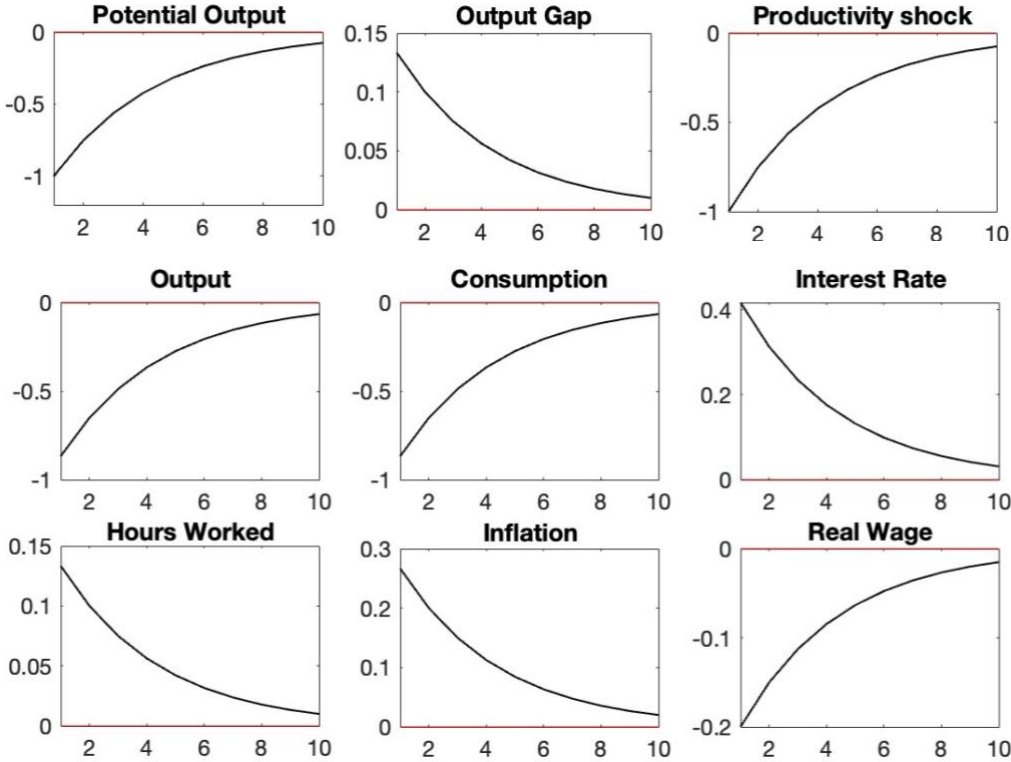 Potential Output
0
-0.5
-1
2 4 6 8 10
Output Gap
0.15
0.1
0.05
0
2 4 6 8 10
Productivity shock
0
-0.5
-1
2 4 6 8 10
Output
0
-0.5
-1
2 4 6 8 10
Consumption
0
-0.5
-1
2 4 6 8 10
Interest Rate
0.4
0.2
0
2 4 6 8 10
Hours Worked
0.15
0.1
0.05
0
2 4 6 8 10
Inflation
0.3
0.2
0.1
0
2 4 6 8 10
Real Wage
0
-0.1
-0.2
2 4 6 8 10